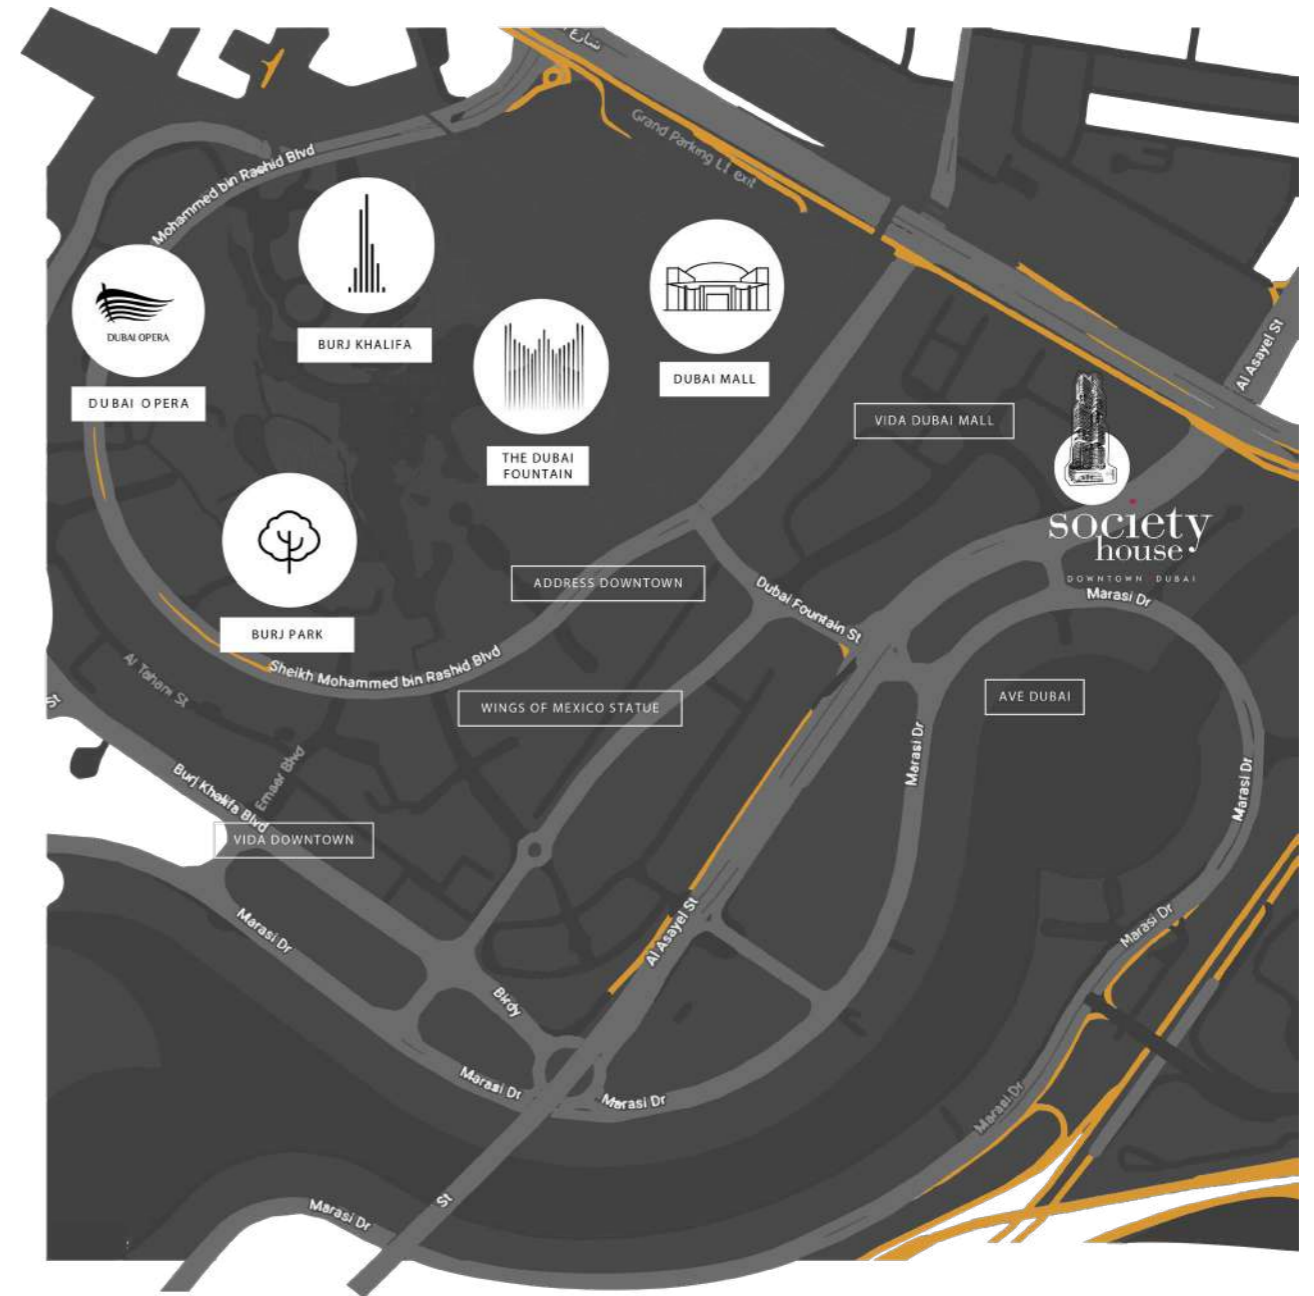 شارع
Grand Parking L1 exit
Mohammed bin Rashid Blvd
DUBAI OPERA
DUBAI OPERA
BURJ KHALIFA
THE DUBAI
FOUNTAIN
DUBAI MALL
Al Asayel St
VIDA DUBAI MALL
society
house
DOWNTOWN DUBAI
Marasi Dr
ADDRESS DOWNTOWN
Dubai Fountain St
BURJ PARK
Sheikh Mohammed bin Rashid Blvd
Al Taham St
St
WINGS OF MEXICO STATUE
AVE DUBAI
Marasi Dr
Marasi Dr
Burj Khalifa Blvd
Emaar Blvd
VIDA DOWNTOWN
Marasi Dr
Al Asayel St
Marasi Dr
Birdy
Marasi Dr
Marasi Dr
Marasi Dr
Marasi Dr
St